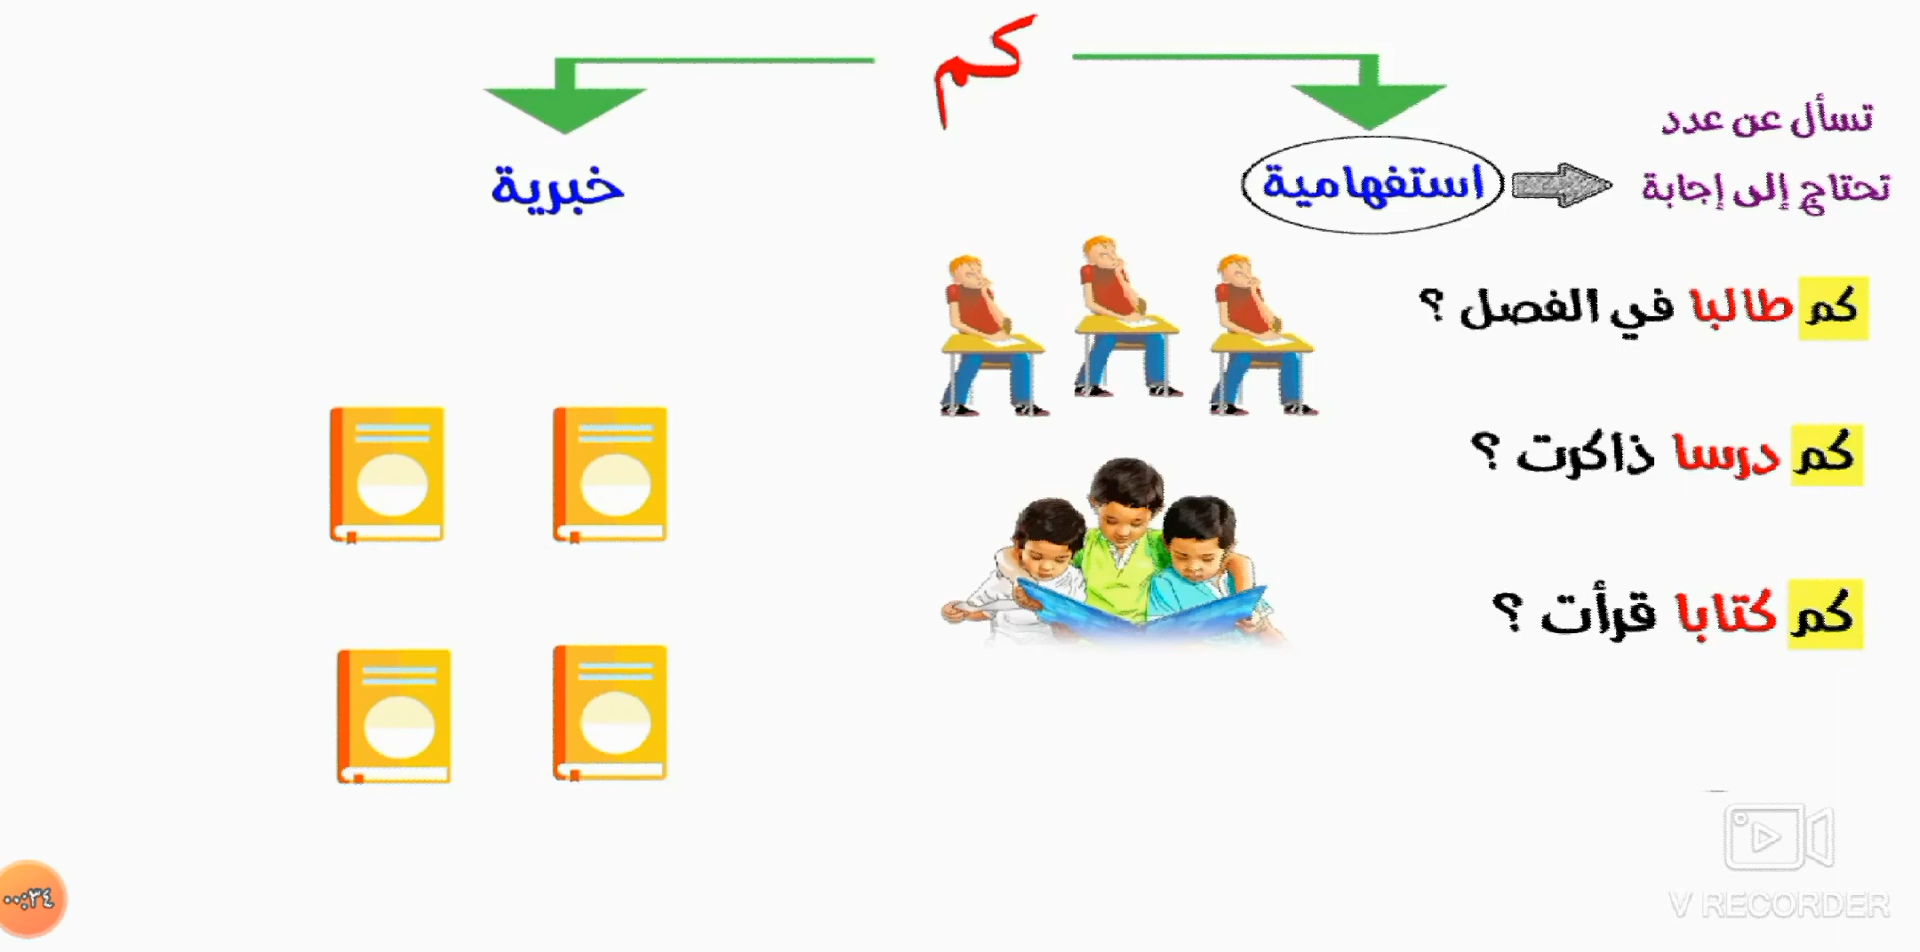 كم
استفهامية
خبرية
تسأل عن عدد
تحتاج إلى إجابة
كم طالبا في الفصل ؟
كم درسا ذاكرت ؟
كم كتابا قرأت ؟
٠٠:٣٤
V RECORDER